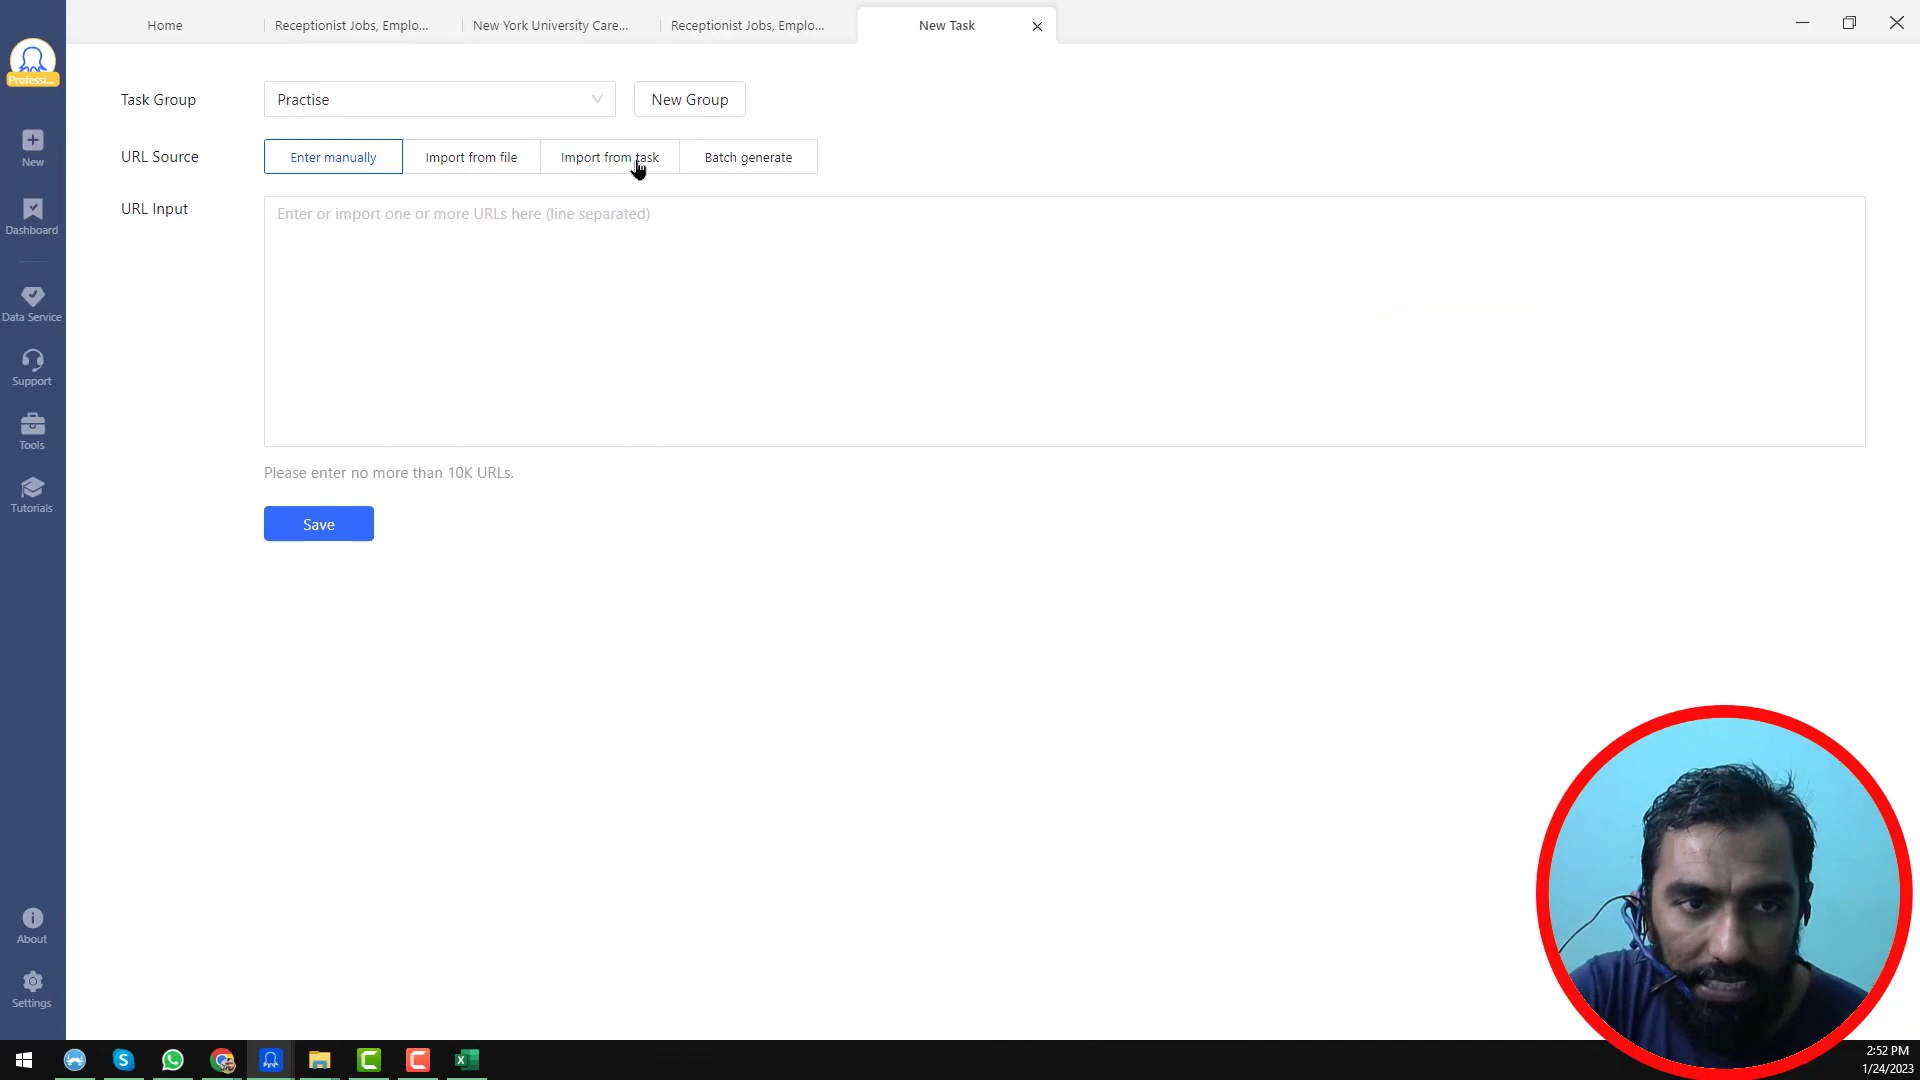 Home
Receptionist Jobs, Emplo...
New York University Care...
Receptionist Jobs, Emplo...
New Task
Professi...
New
Dashboard
Data Service
Support
Tools
Tutorials
About
Settings
Task Group
Practise
New Group
URL Source
Enter manually
Import from file
Import from task
Batch generate
URL Input
Enter or import one or more URLs here (line separated)
Please enter no more than 10K URLs.
Save
2:52 PM
1/24/2023